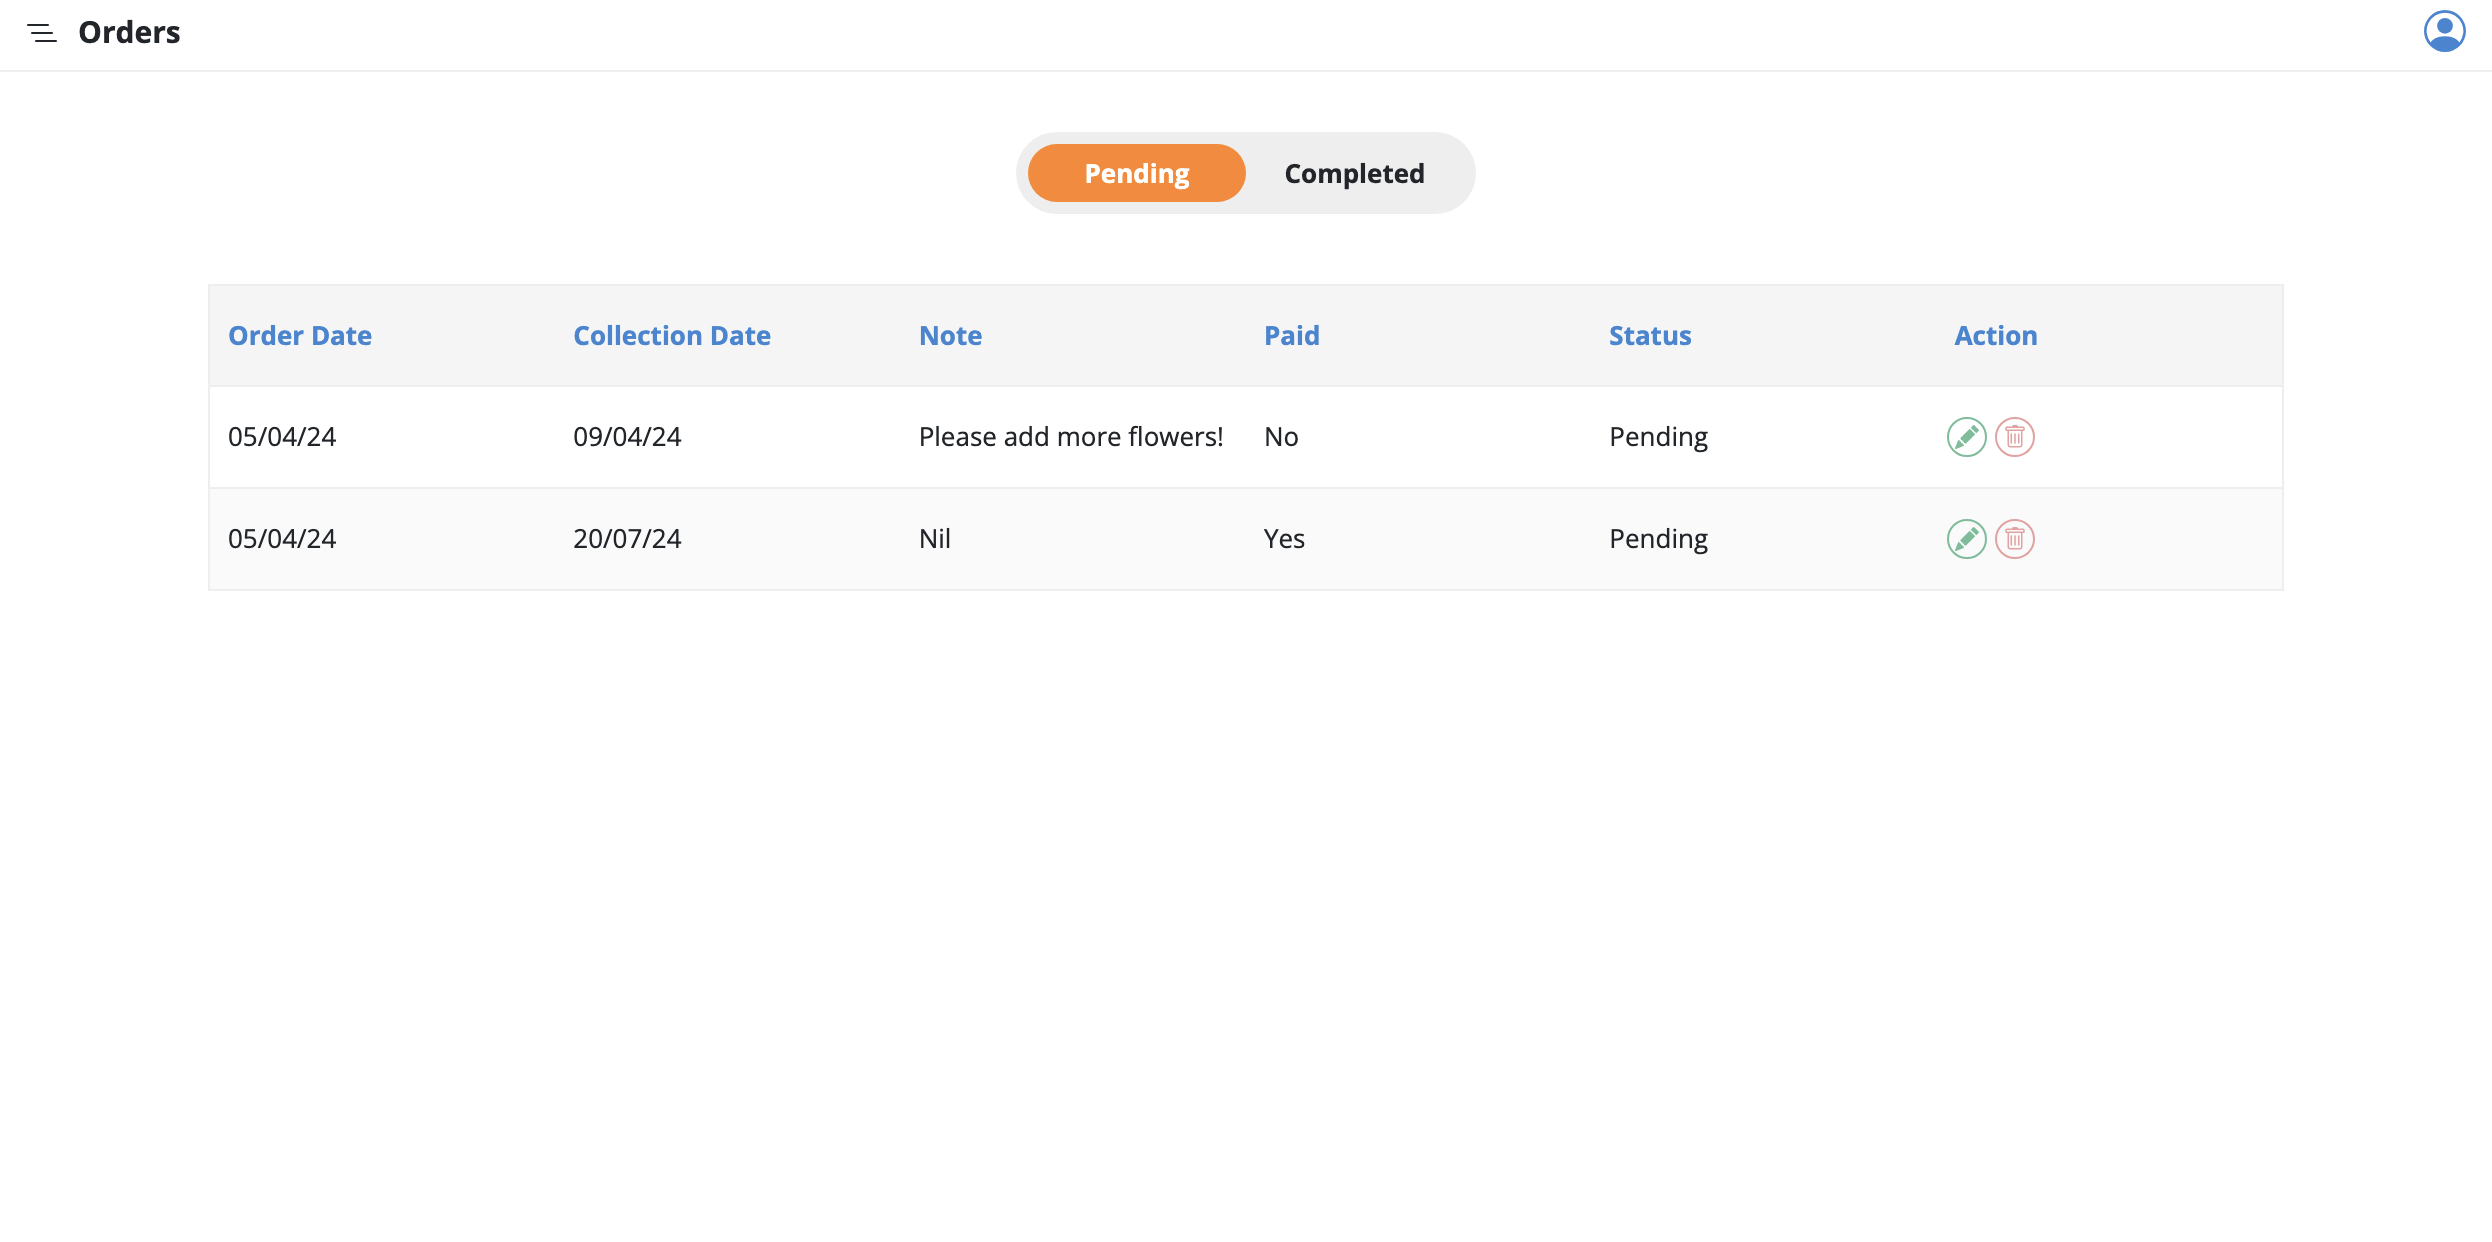 Orders
Pending Completed
Order Date Collection Date Note Paid Status Action
05/04/24 09/04/24 Please add more flowers! No Pending
05/04/24 20/07/24 Nil Yes Pending